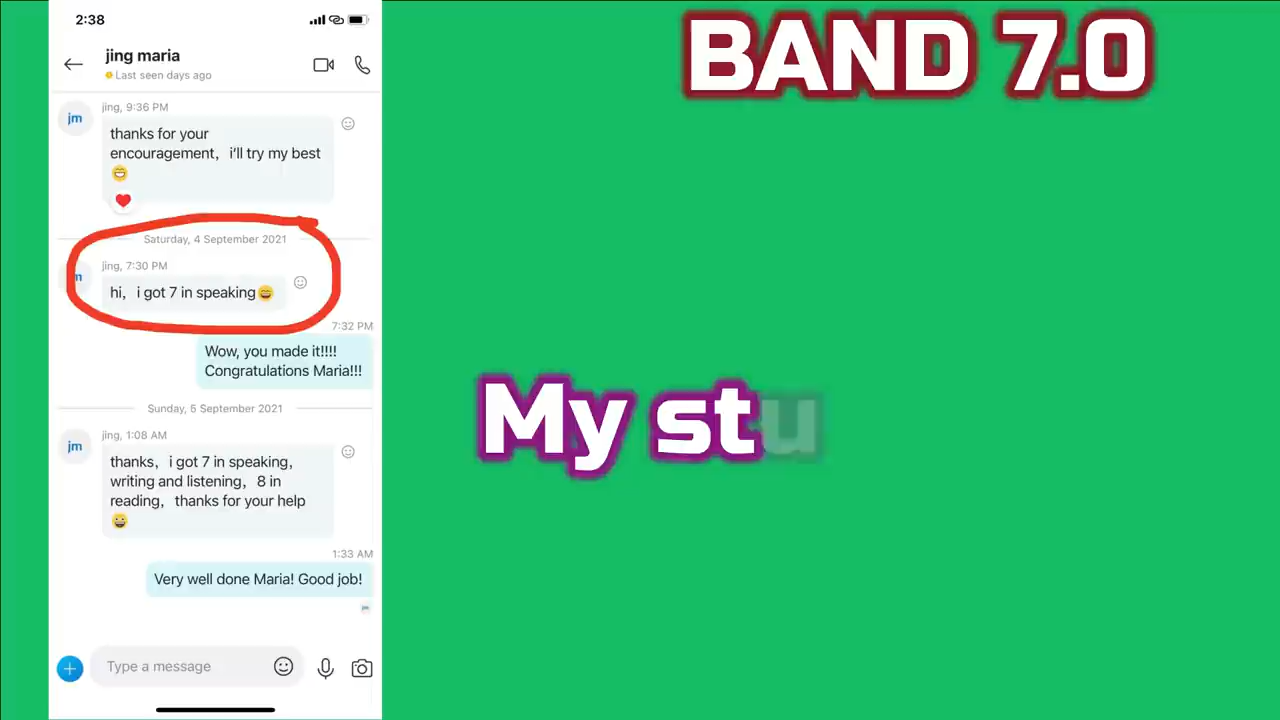 2:38
jing maria
Last seen days ago
jing, 9:36 PM
jm
thanks for your
encouragement，i'll try my best
😁
❤️
Saturday, 4 September 2021
jing, 7:30 PM
m
hi，i got 7 in speaking😄
7:32 PM
Wow, you made it!!!!
Congratulations Maria!!!
Sunday, 5 September 2021
jing, 1:08 AM
jm
thanks，i got 7 in speaking，
writing and listening，8 in
reading，thanks for your help
😀
1:33 AM
Very well done Maria! Good job!
jm
Type a message
BAND 7.0
My stu